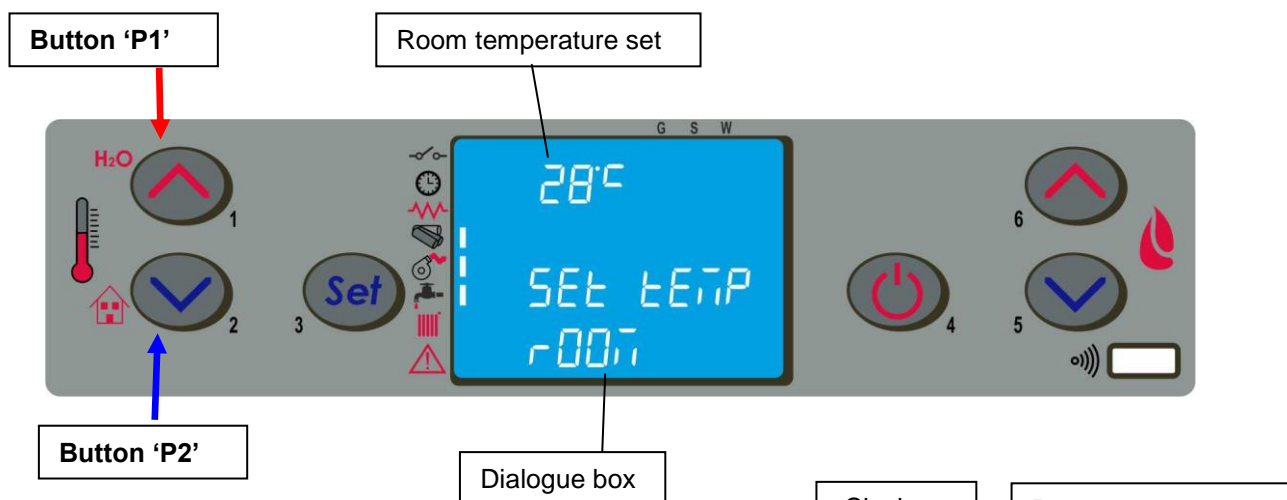 Button ‘P1’
Room temperature set
G S W
H₂O
28°C
1
6
SEt tEMP
Set
2
3
4
5
rOOM
Button ‘P2’
Dialogue box